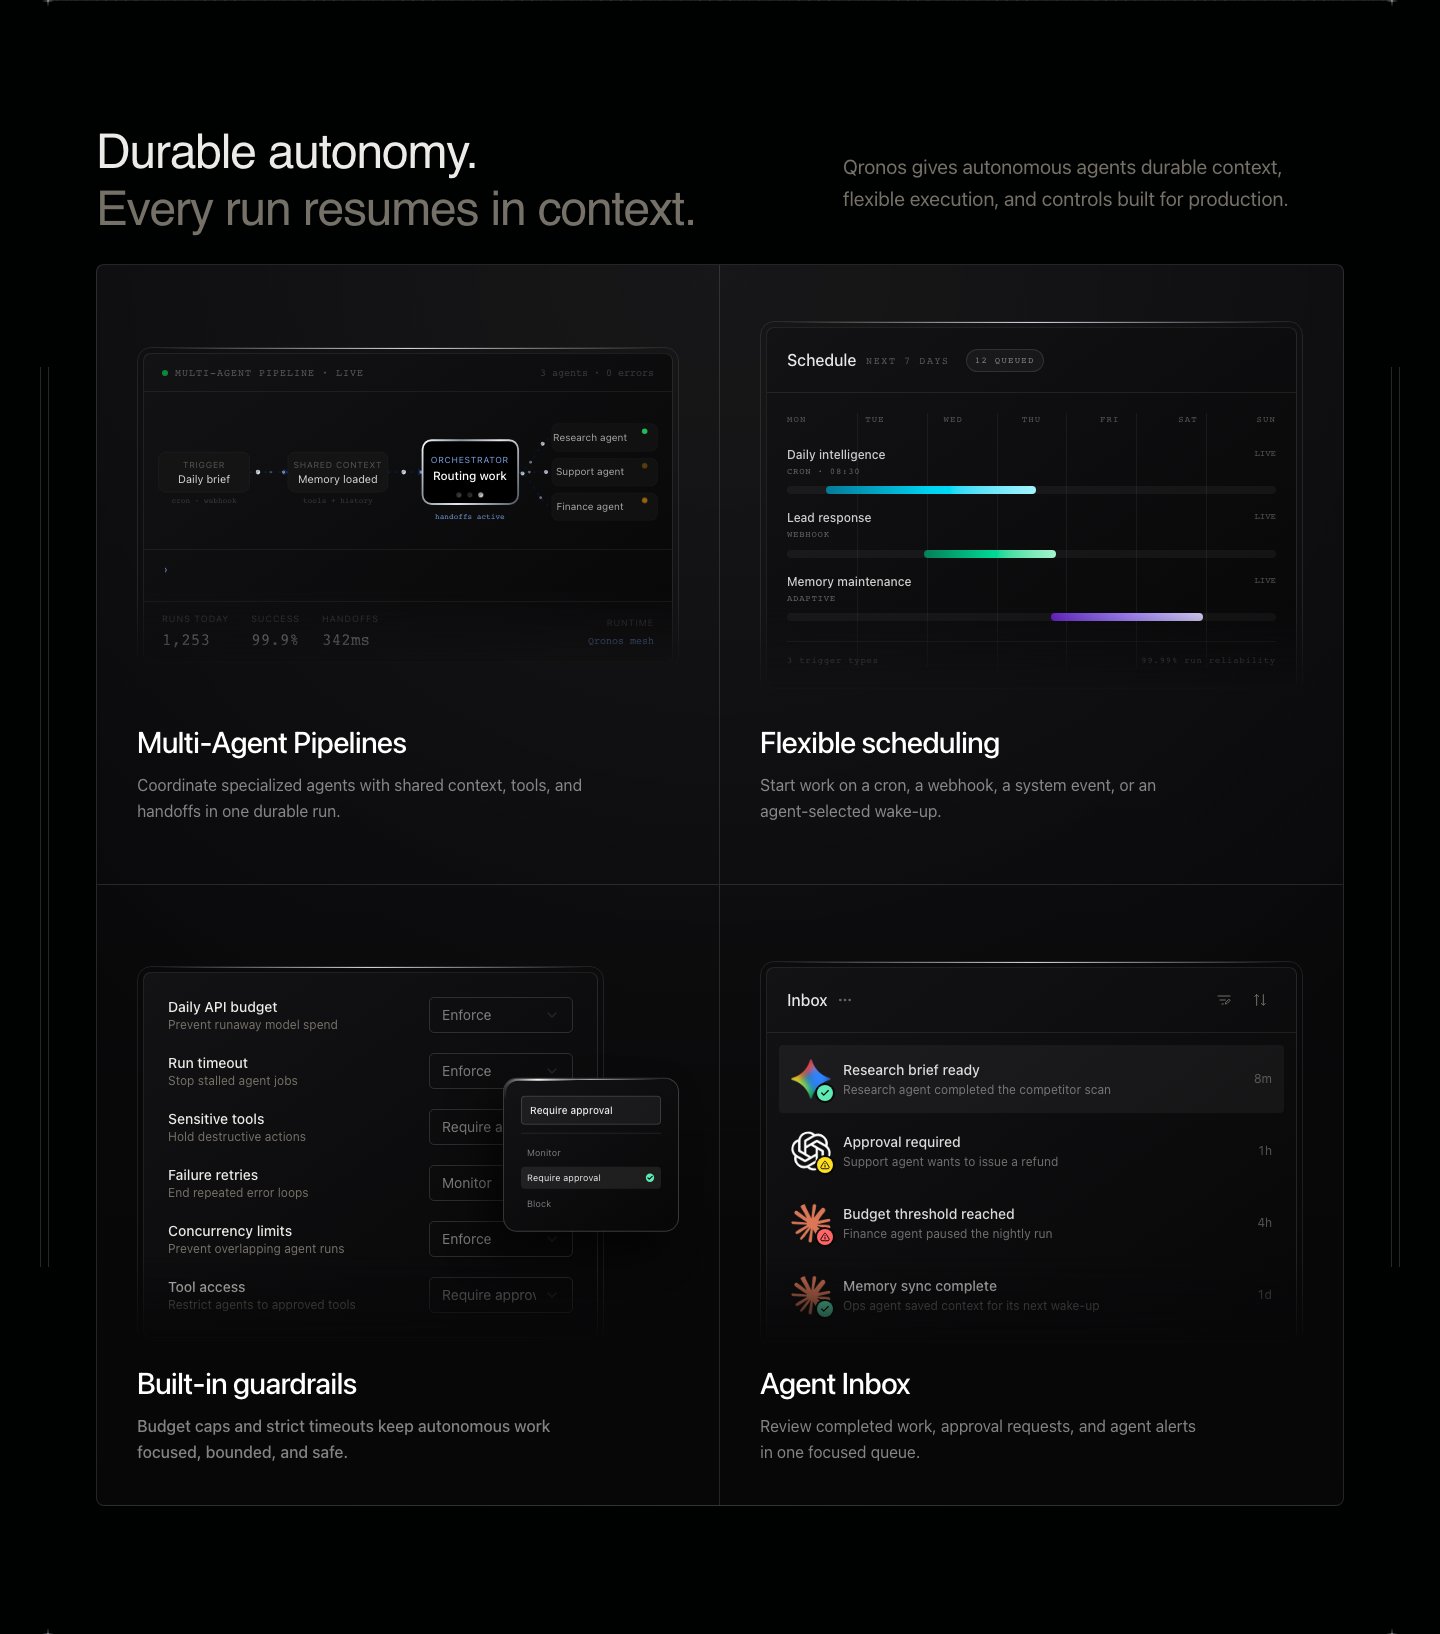 Durable autonomy.
Every run resumes in context.
Qronos gives autonomous agents durable context,
flexible execution, and controls built for production.
MULTI-AGENT PIPELINE · LIVE
3 agents · 0 errors
TRIGGER
Daily brief
cron · webhook
SHARED CONTEXT
Memory loaded
tools + history
ORCHESTRATOR
Routing work
handoffs active
Research agent
Support agent
Finance agent
›
RUNS TODAY
1,253
SUCCESS
99.9%
HANDOFFS
342ms
RUNTIME
Qronos mesh
Multi-Agent Pipelines
Coordinate specialized agents with shared context, tools, and
handoffs in one durable run.
Schedule NEXT 7 DAYS 12 QUEUED
MON TUE WED THU FRI SAT SUN
Daily intelligence
LIVE
CRON · 08:30
Lead response
LIVE
WEBHOOK
Memory maintenance
LIVE
ADAPTIVE
3 trigger types
99.99% run reliability
Flexible scheduling
Start work on a cron, a webhook, a system event, or an
agent-selected wake-up.
Daily API budget
Prevent runaway model spend
Enforce
Run timeout
Stop stalled agent jobs
Enforce
Sensitive tools
Hold destructive actions
Require a
Failure retries
End repeated error loops
Monitor
Concurrency limits
Prevent overlapping agent runs
Enforce
Tool access
Restrict agents to approved tools
Require approv
Require approval
Monitor
Require approval
Block
Built-in guardrails
Budget caps and strict timeouts keep autonomous work
focused, bounded, and safe.
Inbox
Research brief ready
Research agent completed the competitor scan
8m
Approval required
Support agent wants to issue a refund
1h
Budget threshold reached
Finance agent paused the nightly run
4h
Memory sync complete
Ops agent saved context for its next wake-up
1d
Agent Inbox
Review completed work, approval requests, and agent alerts
in one focused queue.